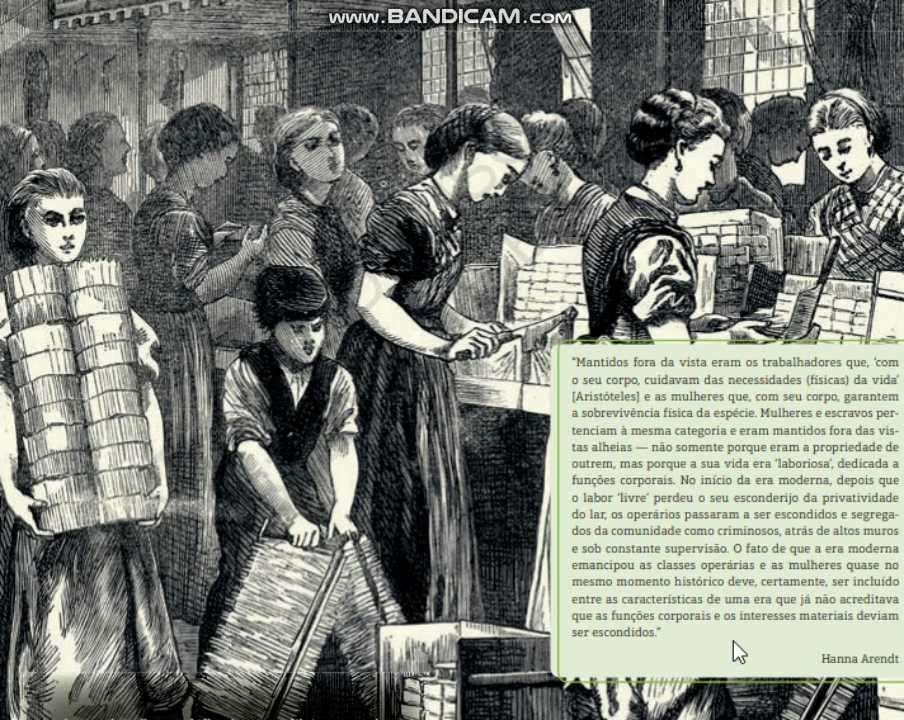 www.BANDICAM.com
“Mantidos fora da vista eram os trabalhadores que, ‘com
o seu corpo, cuidavam das necessidades (físicas) da vida’
[Aristóteles] e as mulheres que, com seu corpo, garantem
a sobrevivência física da espécie. Mulheres e escravos per-
tenciam à mesma categoria e eram mantidos fora das vis-
tas alheias — não somente porque eram a propriedade de
outrem, mas porque a sua vida era ‘laboriosa’, dedicada a
funções corporais. No início da era moderna, depois que
o labor ‘livre’ perdeu o seu esconderijo da privatividade
do lar, os operários passaram a ser escondidos e segrega-
dos da comunidade como criminosos, atrás de altos muros
e sob constante supervisão. O fato de que a era moderna
emancipou as classes operárias e as mulheres quase no
mesmo momento histórico deve, certamente, ser incluído
entre as características de uma era que já não acreditava
que as funções corporais e os interesses materiais deviam
ser escondidos.”
Hanna Arendt